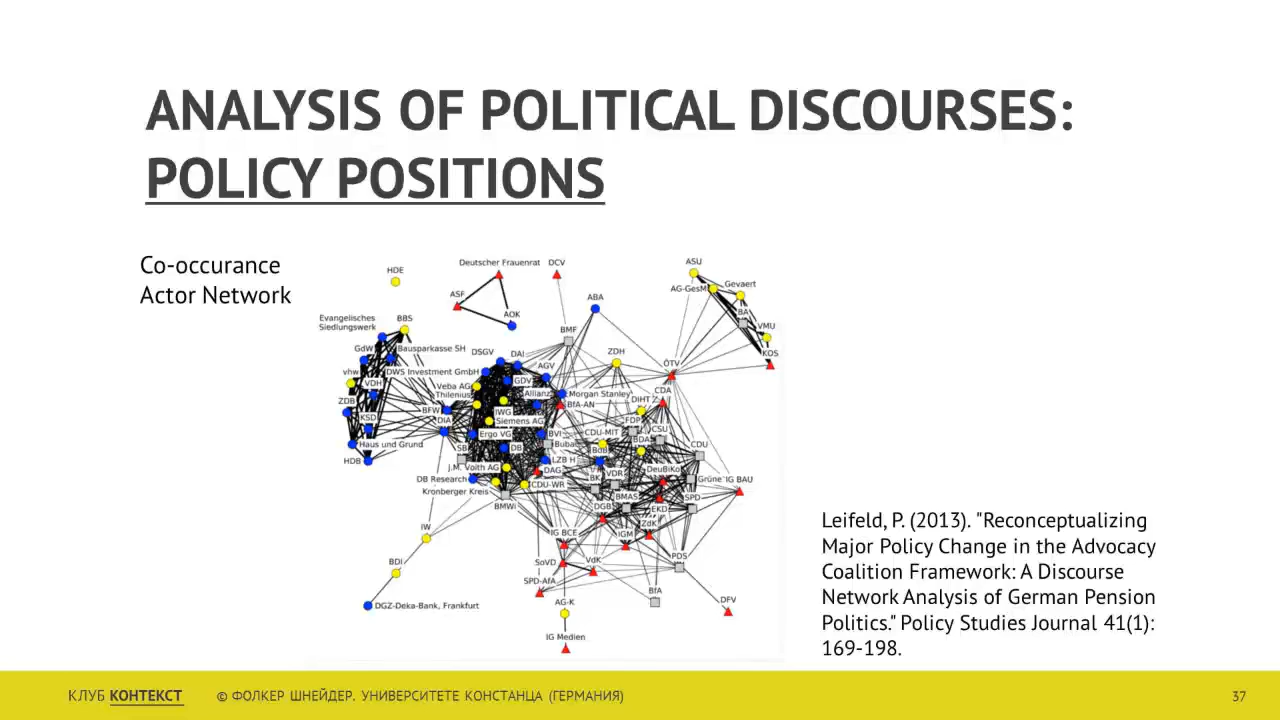 ANALYSIS OF POLITICAL DISCOURSES:
POLICY POSITIONS
Co-occurance
Actor Network
HDE
Deutscher Frauenrat
DCV
ASU
ASF
AG-GesM
Gevaert
AOK
ABA
BA
Evangelisches
Siedlungswerk
BBS
BMF
VMU
GdW
Bausparkasse SH
DSGV
DAI
ZDH
ÖTV
KOS
vhw
VDH
DWS Investment GmbH
AGV
GDV
Veba AG
Thilenius
Allianz
Morgan Stanley
CDA
ZDB
BFW
IWG
BfA-AN
DIHT
Z
KSD
DIA
Siemens AG
FDP
CSU
Haus und Grund
Ergo VG
BVI
CDU-MIT
BDA
CDU
SB
DB
Buba
BoB
HDB
J.M. Voith AG
LZB H
DAG
VDR
DeuBiKo
DB Research
CDU-WR
BK
Grüne
IG BAU
Kronberger Kreis
BMWi
BMAS
SPD
DGB
EKD
IW
IG BCE
IGM
ZdK
BDI
SoVD
VdK
PDS
SPD-AfA
BfA
DGZ-Deka-Bank, Frankfurt
AG-K
DFV
IG Medien
Leifeld, P. (2013). "Reconceptualizing
Major Policy Change in the Advocacy
Coalition Framework: A Discourse
Network Analysis of German Pension
Politics." Policy Studies Journal 41(1):
169-198.
КЛУБ КОНТЕКСТ © ФОЛКЕР ШНЕЙДЕР. УНИВЕРСИТЕТЕ КОНСТАНЦА (ГЕРМАНИЯ) 37